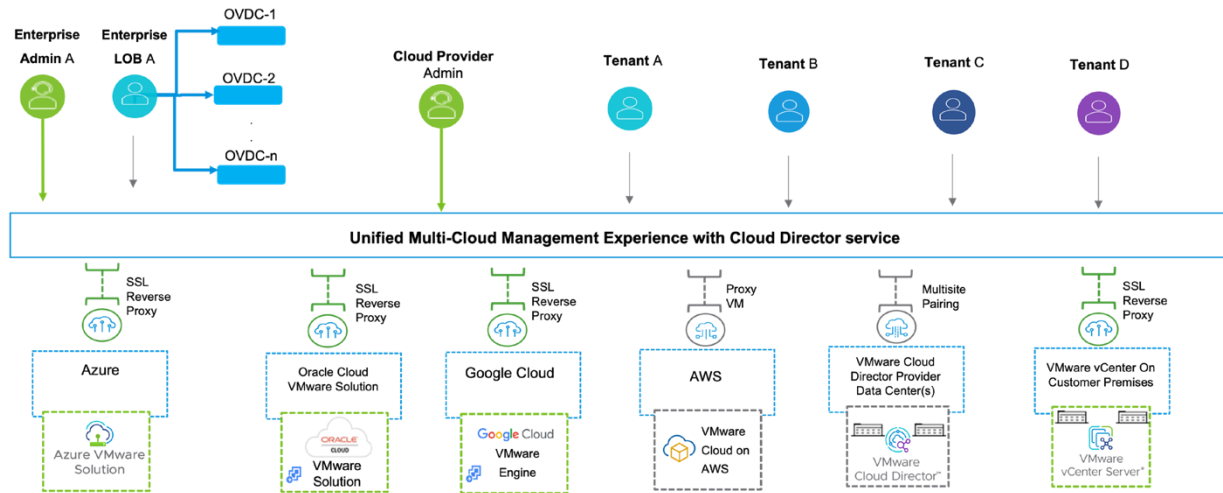 OVDC-1
Enterprise
Admin A
Enterprise
LOB A
OVDC-2
.
.
OVDC-n
Cloud Provider
Admin
Tenant A
Tenant B
Tenant C
Tenant D
Unified Multi-Cloud Management Experience with Cloud Director service
SSL
Reverse
Proxy
SSL
Reverse
Proxy
SSL
Reverse
Proxy
Proxy
VM
Multisite
Pairing
SSL
Reverse
Proxy
Azure
Oracle Cloud
VMware Solution
Google Cloud
AWS
VMware Cloud
Director Provider
Data Center(s)
VMware vCenter On
Customer Premises
Azure VMware
Solution
ORACLE
CLOUD
VMware
Solution
Google Cloud
VMware
Engine
VMware
Cloud on
AWS
VMware
Cloud Director™
VMware
vCenter Server®